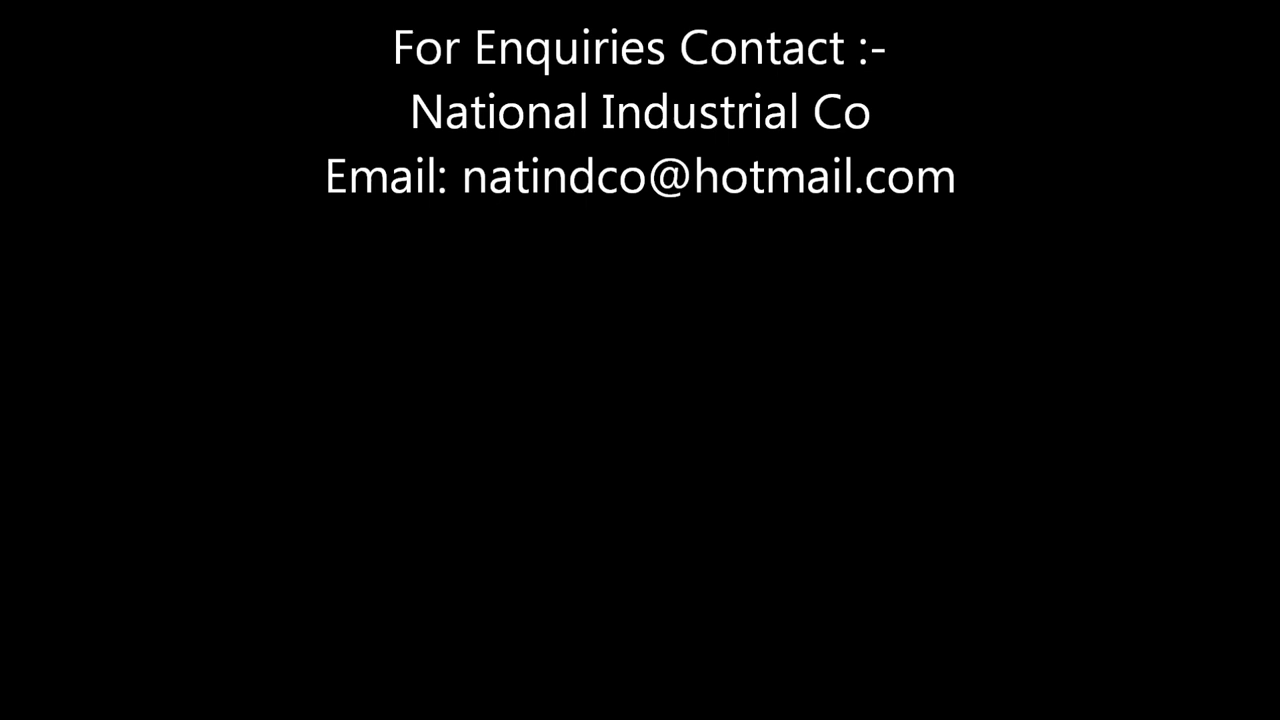 For Enquiries Contact :-
National Industrial Co
Email: natindco@hotmail.com